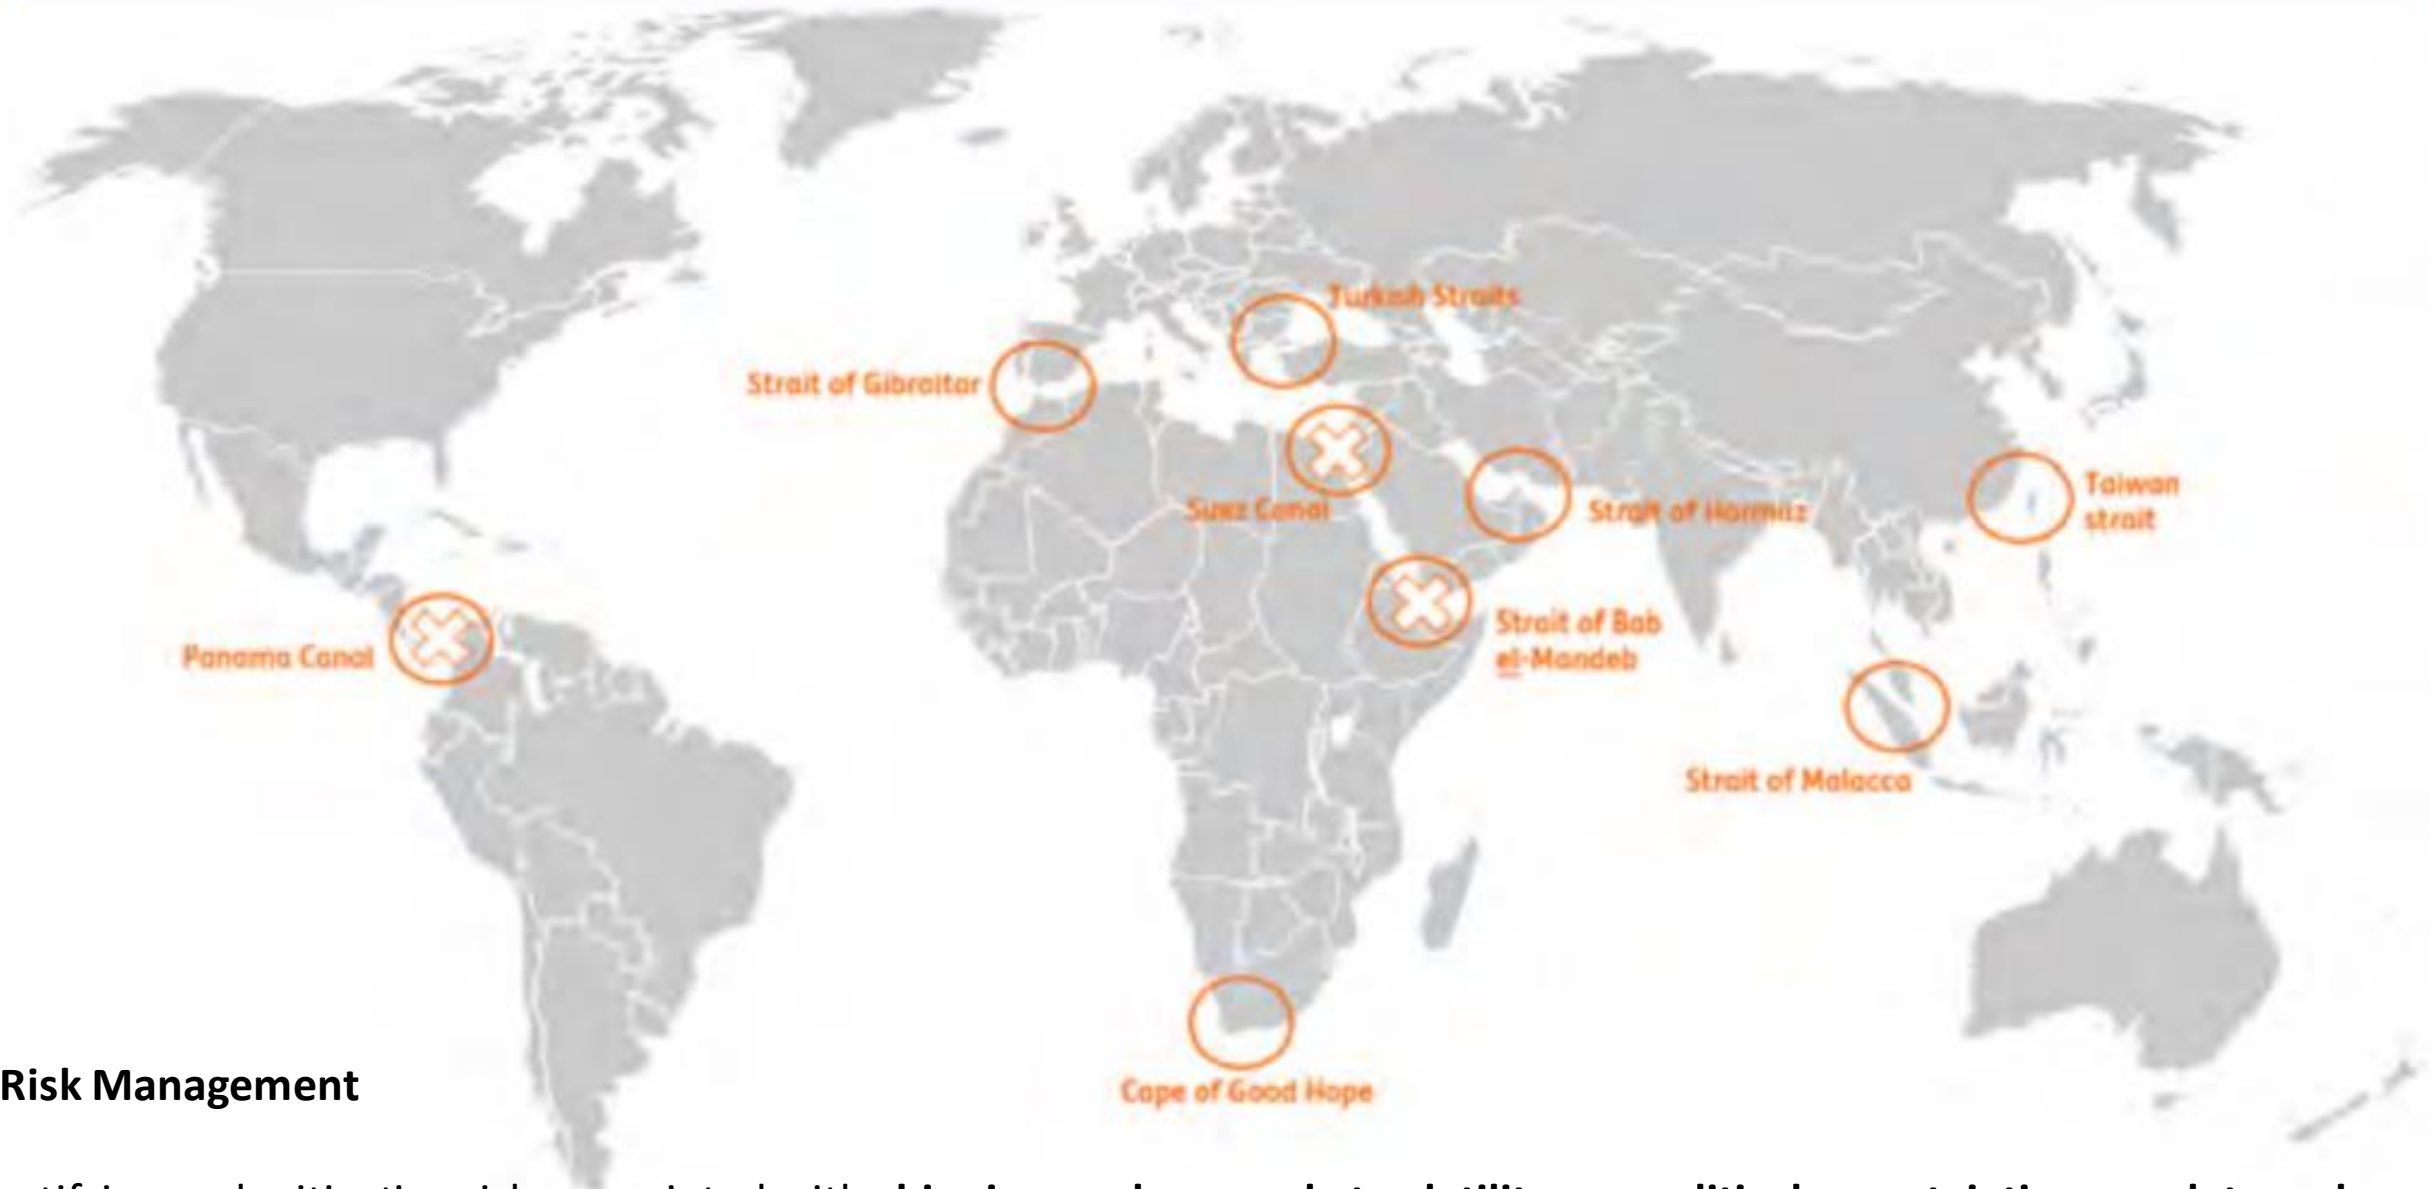 Turkish Straits
Strait of Gibraltar
Suez Canal
Strait of Hormuz
Taiwan
strait
Strait of Bab
el-Mandeb
Panama Canal
Strait of Malacca
Cape of Good Hope
Risk Management